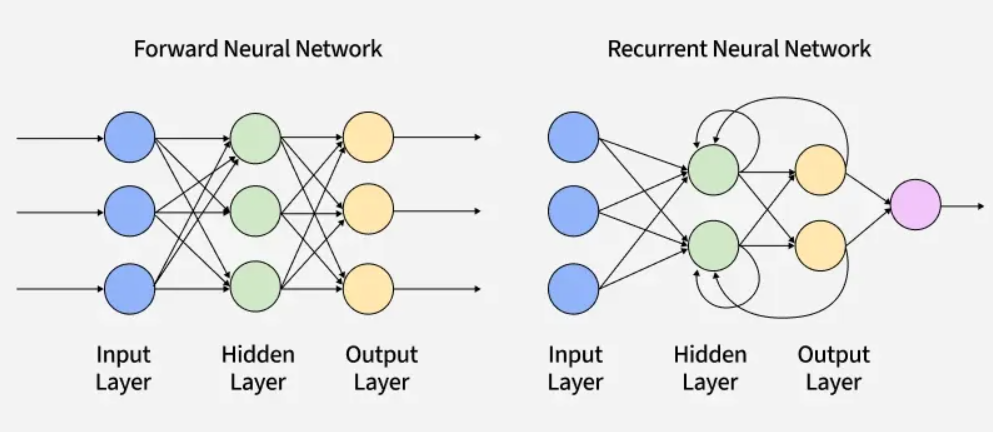 Forward Neural Network
Recurrent Neural Network
Input
Layer
Hidden
Layer
Output
Layer
Input
Layer
Hidden
Layer
Output
Layer